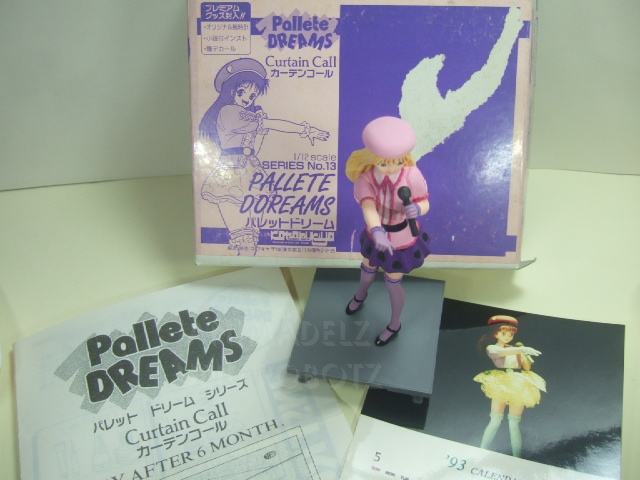 プレミアム
グッズ封入!!
Pallete
DREAMS
Curtain Call
カーテンコール
1/12 scale
SERIES No.13
PALLETE
DOREAMS
パレットドリーム
Pallete
DREAMS
パレット ドリーム シリーズ
Curtain Call
カーテンコール
AFTER 6 MONTH.
5
'93 CALENDA
ADELZ